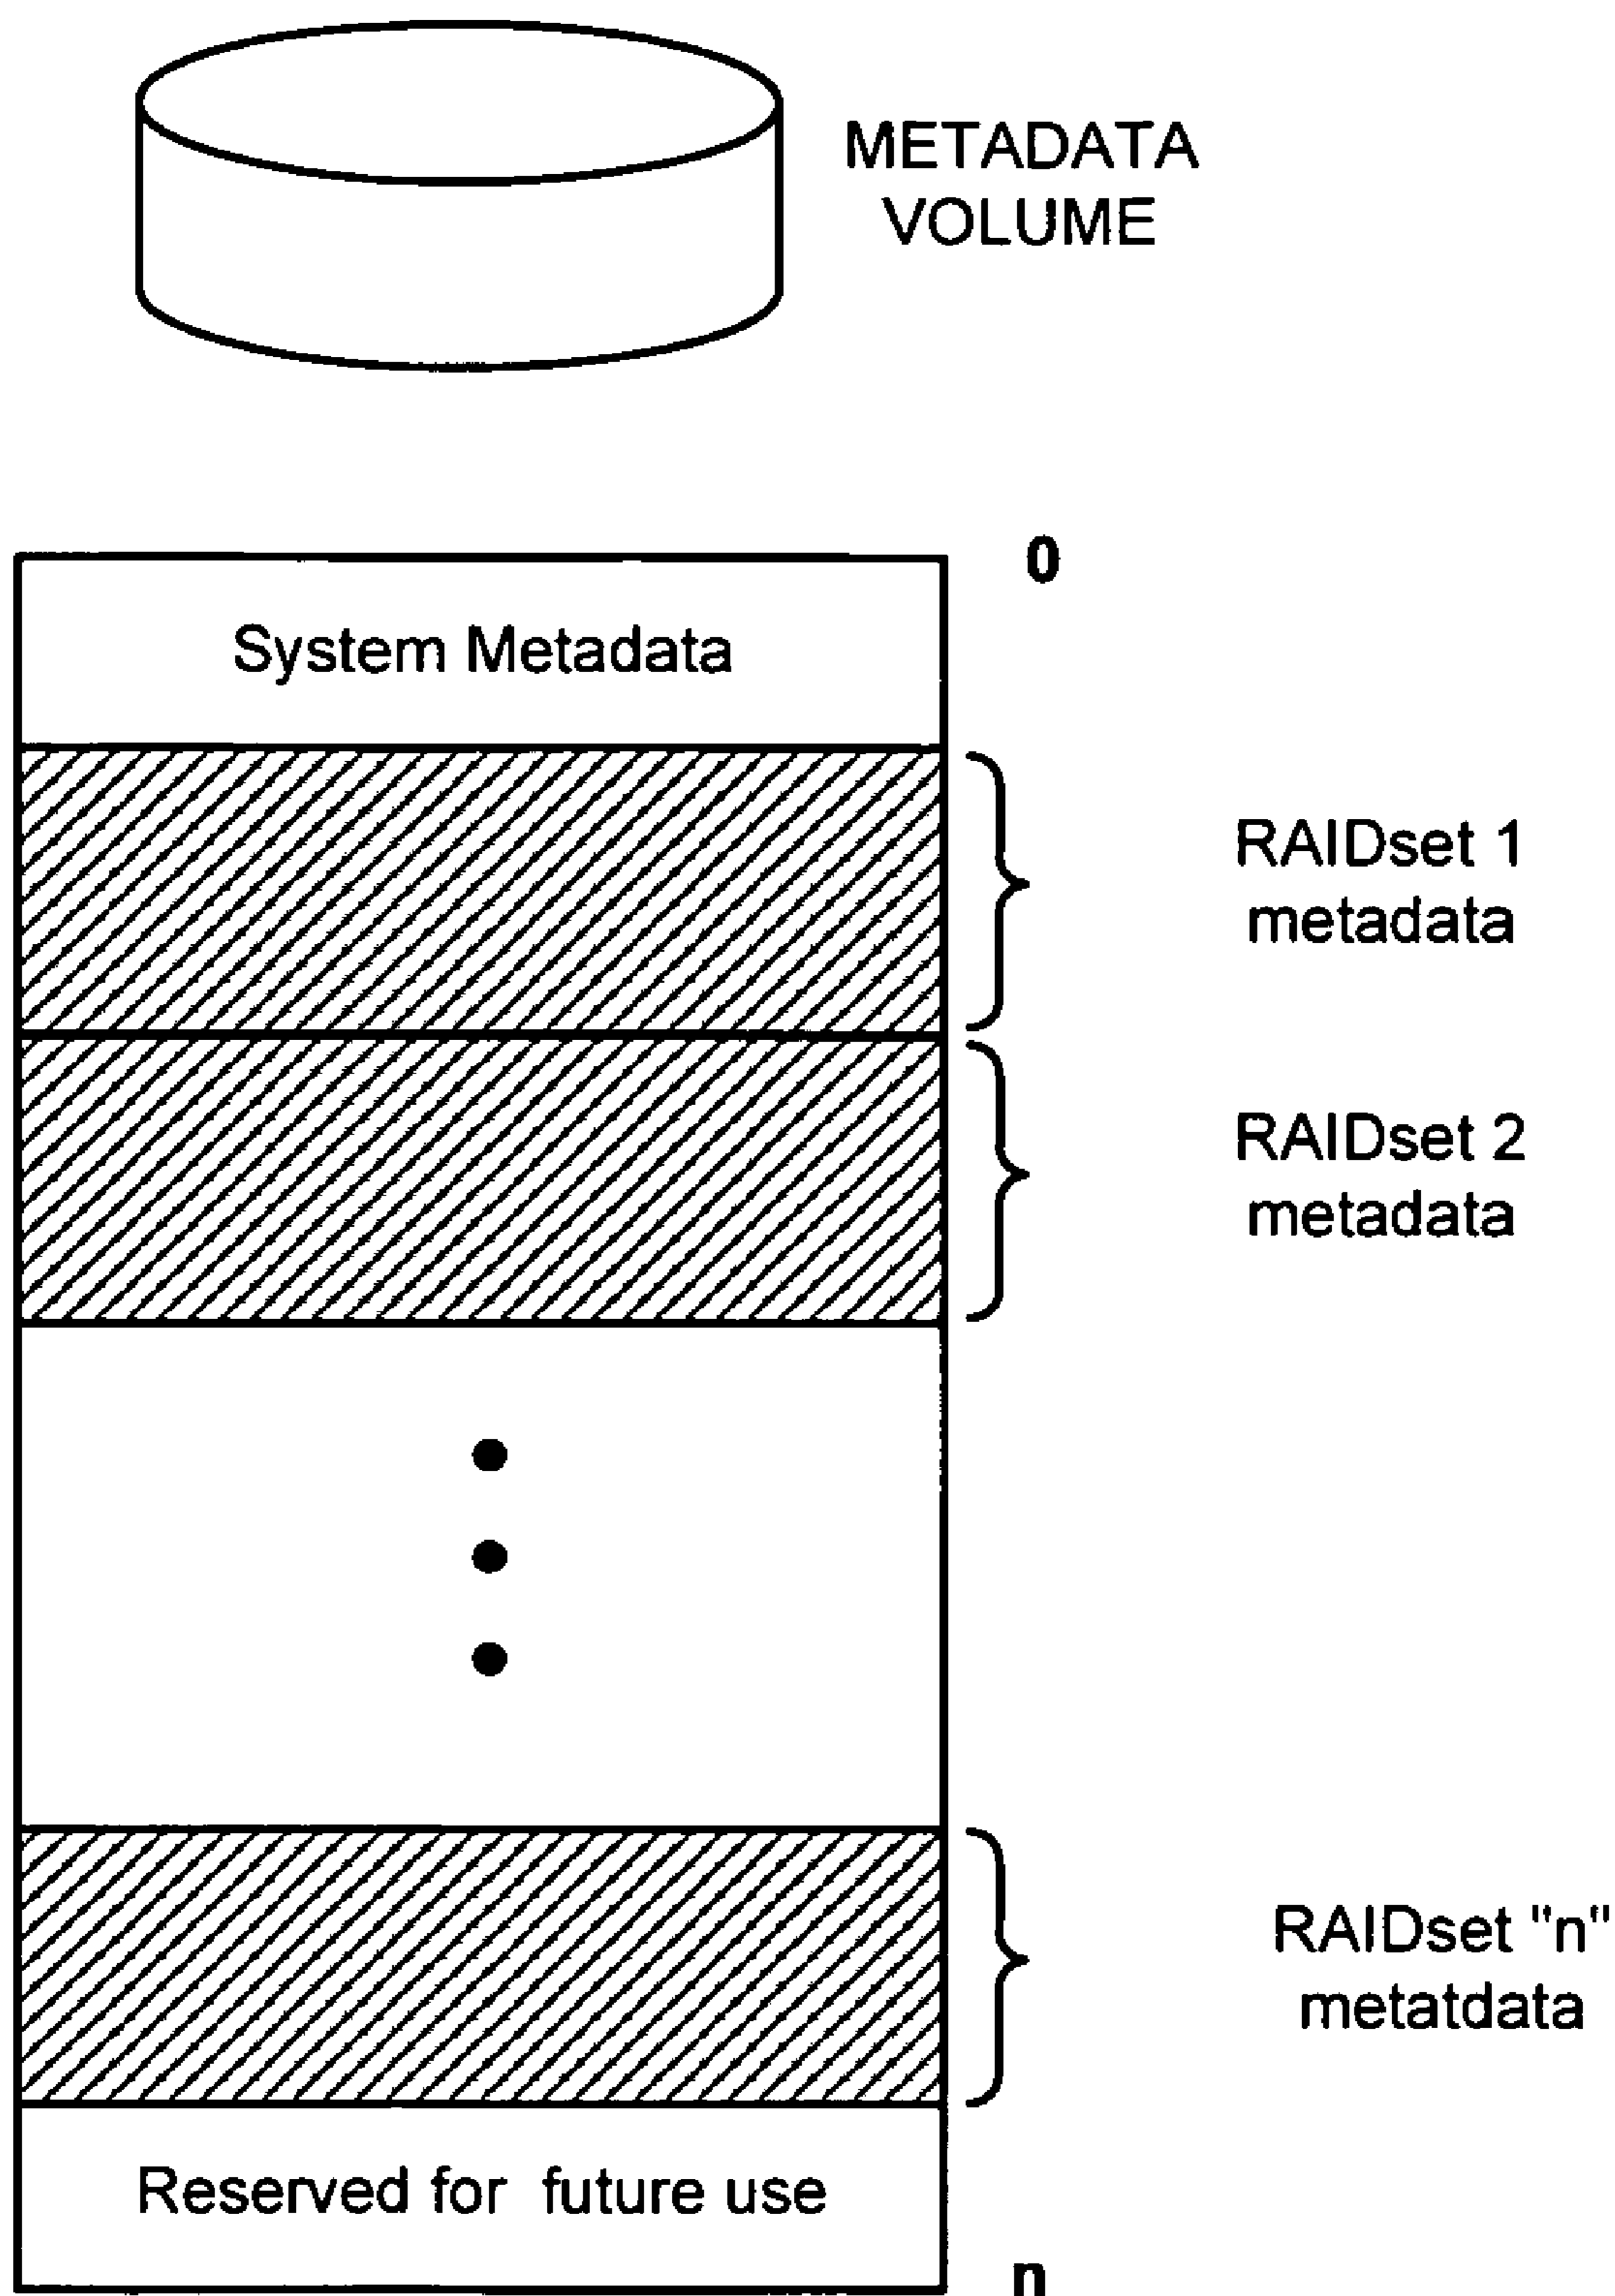 METADATA
VOLUME
0
System Metadata
RAIDset 1
metadata
RAIDset 2
metadata
RAIDset "n"
metatdata
Reserved for future use
n